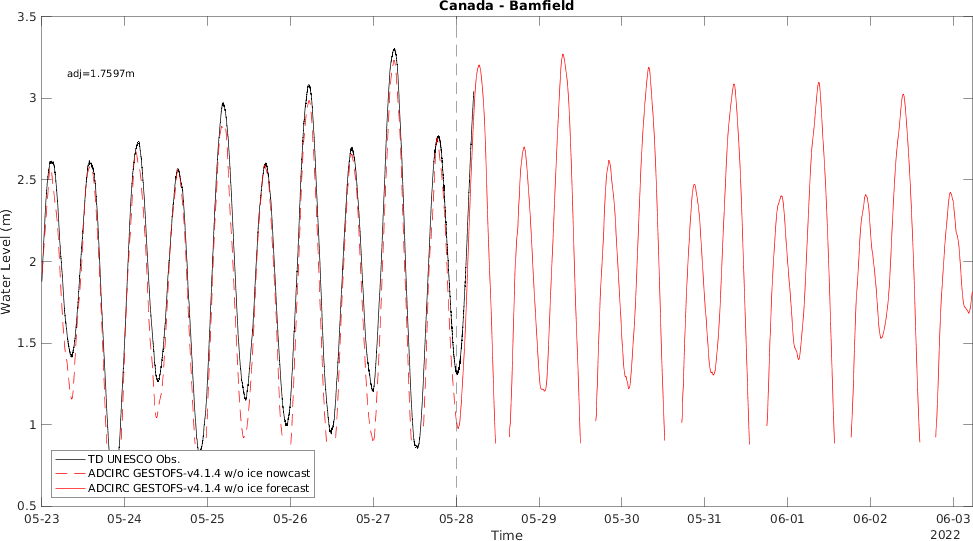 Canada - Bamfield
3.5
adj=1.7597m
3
2.5
2
1.5
1
0.5
Water Level (m)
TD UNESCO Obs.
ADCIRC GESTOFS-v4.1.4 w/o ice nowcast
ADCIRC GESTOFS-v4.1.4 w/o ice forecast
05-23 05-24 05-25 05-26 05-27 05-28 05-29 05-30 05-31 06-01 06-02 06-03
Time
2022